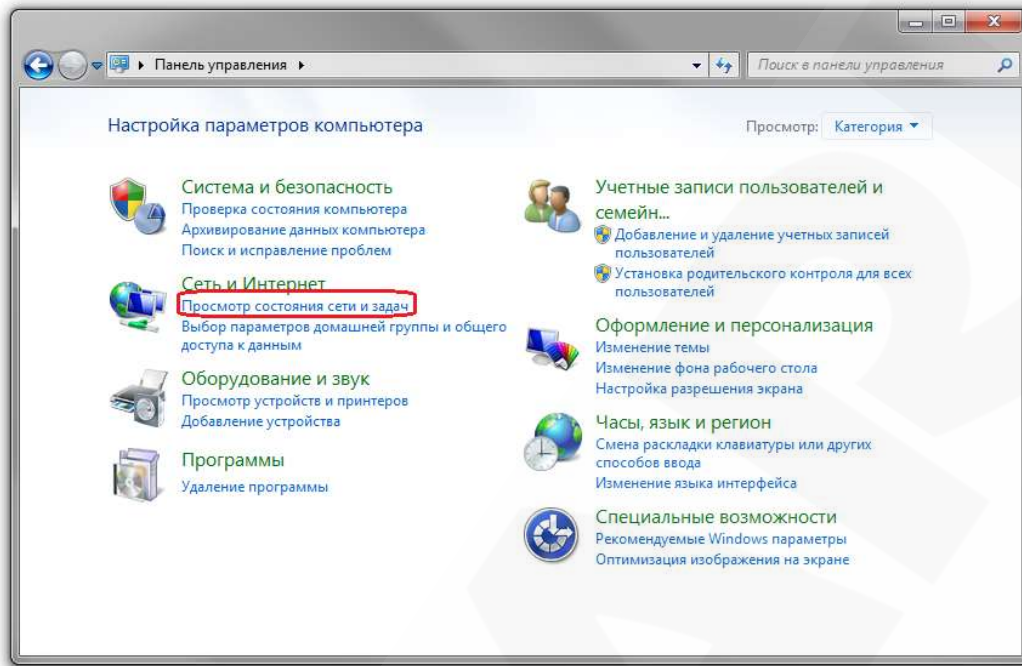 Панель управления
Поиск в панели управления
Настройка параметров компьютера
Просмотр: Категория
Система и безопасность
Проверка состояния компьютера
Архивирование данных компьютера
Поиск и исправление проблем
Сеть и Интернет
Просмотр состояния сети и задач
Выбор параметров домашней группы и общего
доступа к данным
Оборудование и звук
Просмотр устройств и принтеров
Добавление устройства
Программы
Удаление программы
Учетные записи пользователей и
семейн...
Добавление и удаление учетных записей
пользователей
Установка родительского контроля для всех
пользователей
Оформление и персонализация
Изменение темы
Изменение фона рабочего стола
Настройка разрешения экрана
Часы, язык и регион
Смена раскладки клавиатуры или других
способов ввода
Изменение языка интерфейса
Специальные возможности
Рекомендуемые Windows параметры
Оптимизация изображения на экране